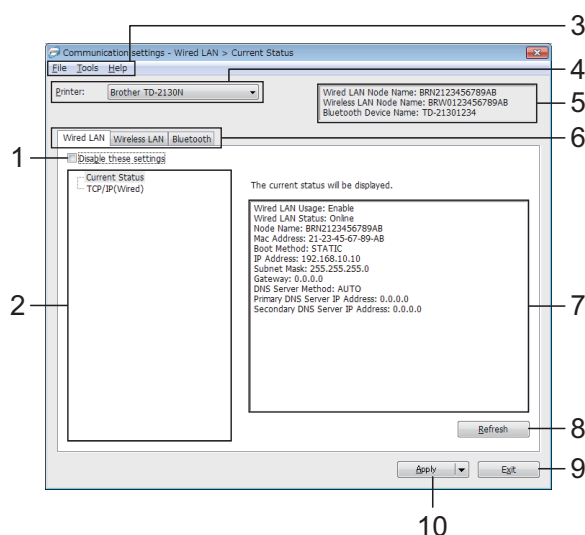 3
Communication settings - Wired LAN > Current Status
File Tools Help
4
Printer: Brother TD-2130N
Wired LAN Node Name: BRN2123456789AB
Wireless LAN Node Name: BRW0123456789AB
Bluetooth Device Name: TD-21301234
5
Wired LAN Wireless LAN Bluetooth
6
1
Disable these settings
Current Status
TCP/IP(Wired)
The current status will be displayed.
Wired LAN Usage: Enable
Wired LAN Status: Online
Node Name: BRN2123456789AB
Mac Address: 21-23-45-67-89-AB
Boot Method: STATIC
IP Address: 192.168.10.10
Subnet Mask: 255.255.255.0
Gateway: 0.0.0.0
DNS Server Method: AUTO
Primary DNS Server IP Address: 0.0.0.0
Secondary DNS Server IP Address: 0.0.0.0
2
7
Refresh
8
Apply
Exit
9
10